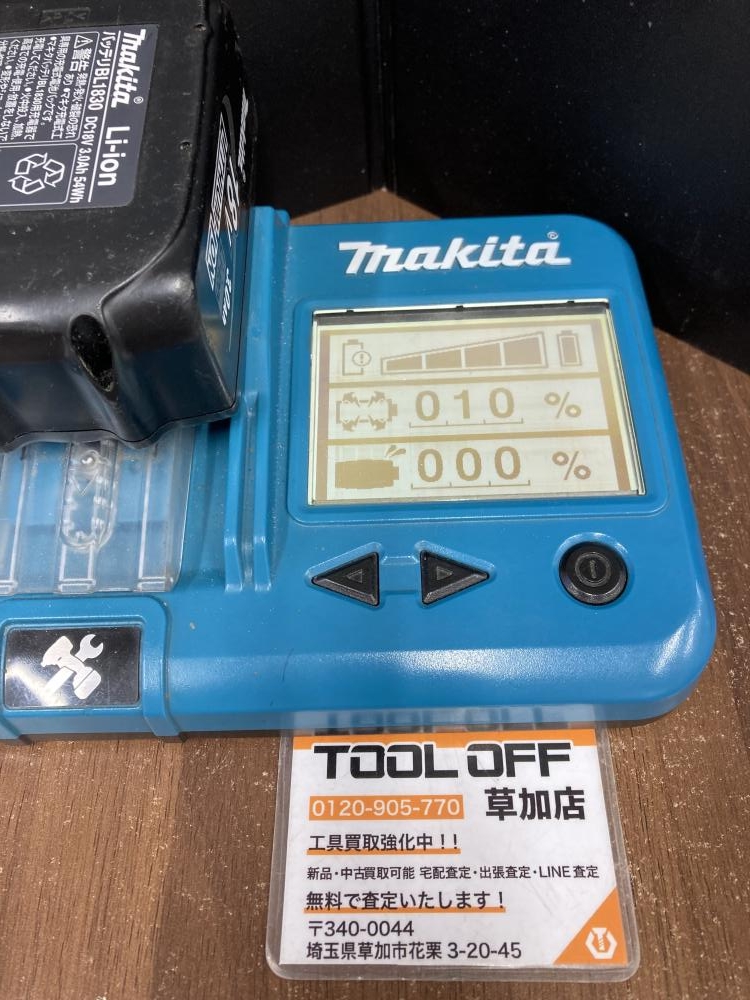 makita
Li-ion
バッテリBL1830 DC18V 3.0Ah 54Wh
警告
makita
010 %
000 %
TOOL OFF
0120-905-770 草加店
工具買取強化中！！
新品・中古買取可能 宅配査定・出張査定・LINE査定
無料で査定いたします！
〒340-0044
埼玉県草加市花栗 3-20-45